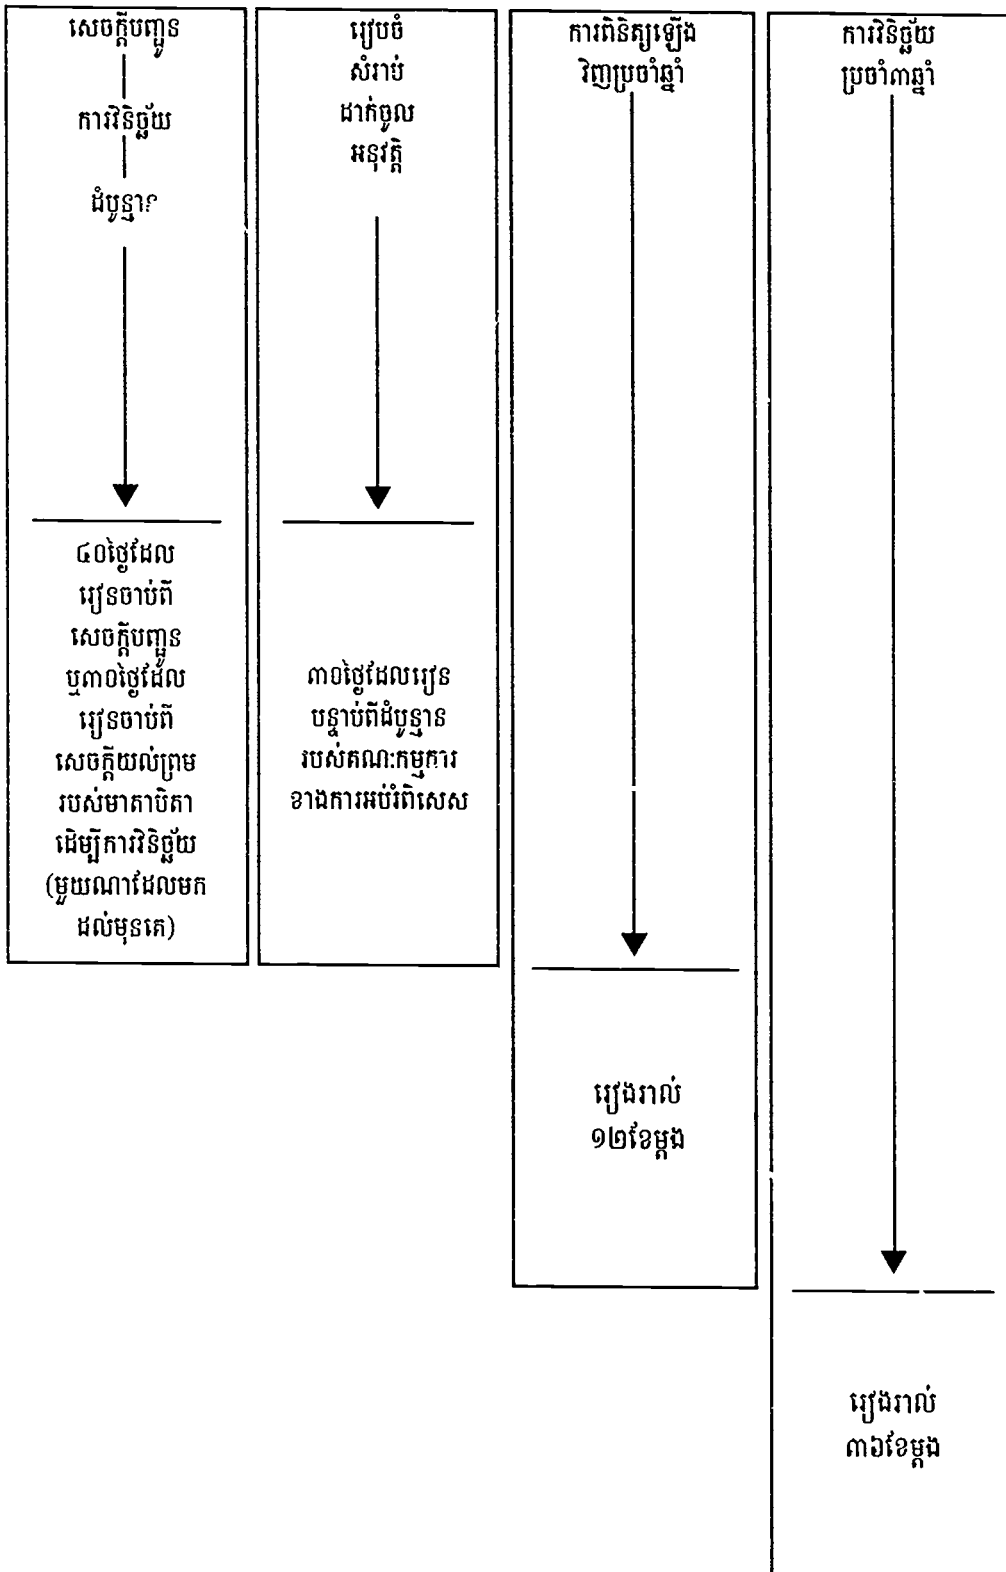 សេចក្តីបញ្ជូន
ការវិនិច្ឆ័យ
ដំបូន្មាន
៤០ថ្ងៃដែល
រៀនចាប់ពី
សេចក្តីបញ្ជូន
ឬ៣០ថ្ងៃដែល
រៀនចាប់ពី
សេចក្តីយល់ព្រម
របស់មាតាបិតា
ដើម្បីការវិនិច្ឆ័យ
(មួយណាដែលមក
ដល់មុនគេ)
រៀបចំ
សំរាប់
ដាក់ចូល
អនុវត្តិ
៣០ថ្ងៃដែលរៀន
បន្ទាប់ពីដំបូន្មាន
របស់គណ:កម្មការ
ខាងការអប់រំពិសេស
ការពិនិត្យឡើង
វិញប្រចាំឆ្នាំ
រៀងរាល់
១២ខែម្តង
ការវិនិច្ឆ័យ
ប្រចាំ៣ឆ្នាំ
រៀងរាល់
៣៦ខែម្តង